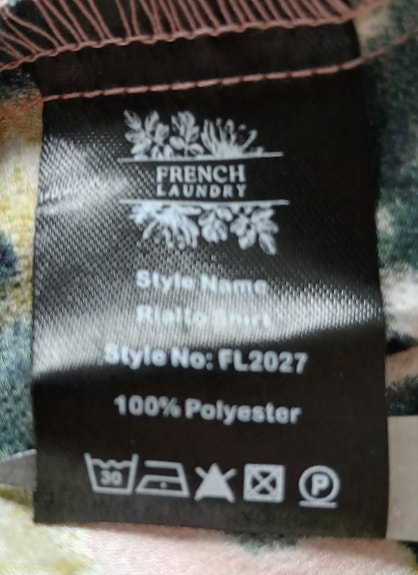 FRENCH
LAUNDRY
Style Name
Rialto Shirt
Style No: FL2027
100% Polyester
30
P